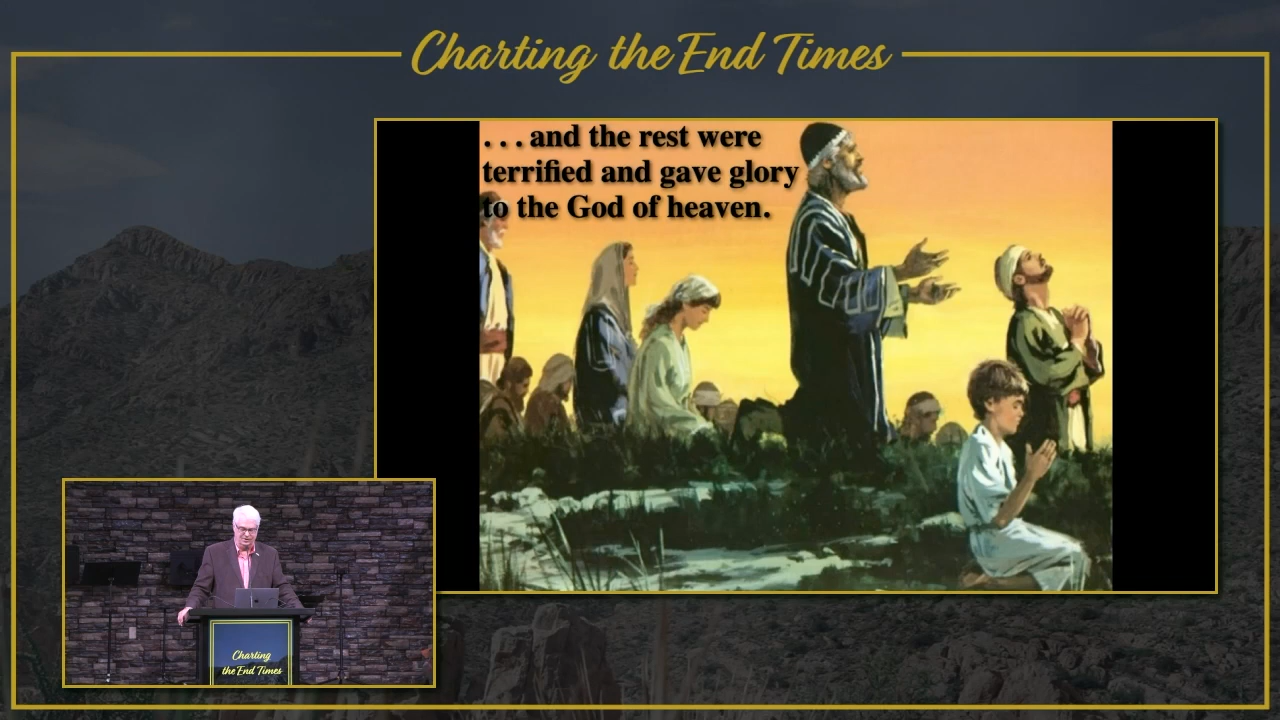 Charting the End Times
. . . and the rest were
terrified and gave glory
to the God of heaven.
Charting
the End Times